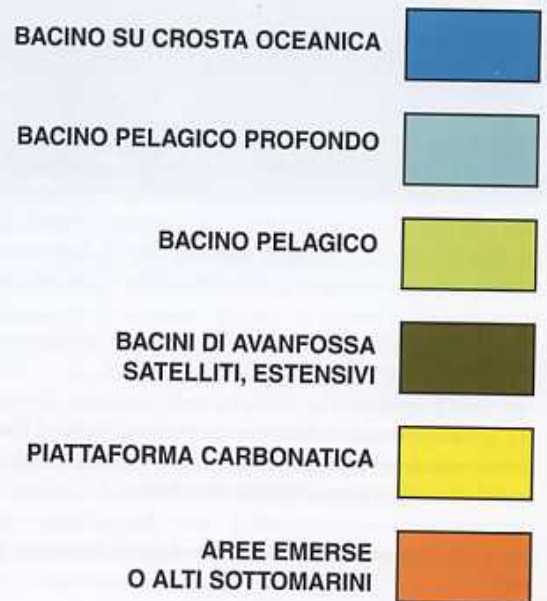 BACINO SU CROSTA OCEANICA
BACINO PELAGICO PROFONDO
BACINO PELAGICO
BACINI DI AVANFOSSA
SATELLITI, ESTENSIVI
PIATTAFORMA CARBONATICA
AREE EMERSE
O ALTI SOTTOMARINI